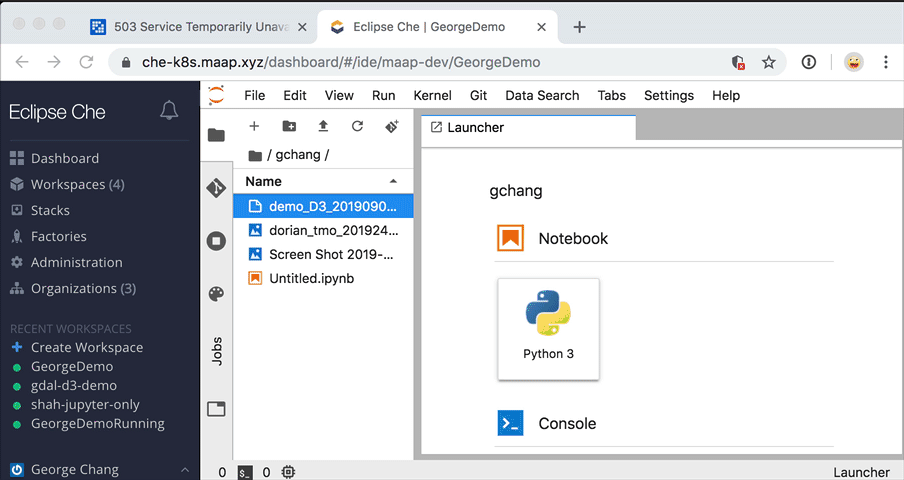 503 Service Temporarily Unava
Eclipse Che | GeorgeDemo
che-k8s.maap.xyz/dashboard/#/ide/maap-dev/GeorgeDemo
Eclipse Che
Dashboard
Workspaces (4)
Stacks
Factories
Administration
Organizations (3)
RECENT WORKSPACES
Create Workspace
GeorgeDemo
gdal-d3-demo
shah-jupyter-only
GeorgeDemoRunning
George Chang
File Edit View Run Kernel Git Data Search Tabs Settings Help
/ gchang /
Name
demo_D3_2019090...
dorian_tmo_201924...
Screen Shot 2019-...
Untitled.ipynb
Jobs
Launcher
gchang
Notebook
Python 3
Console
0 $_ 0
Launcher